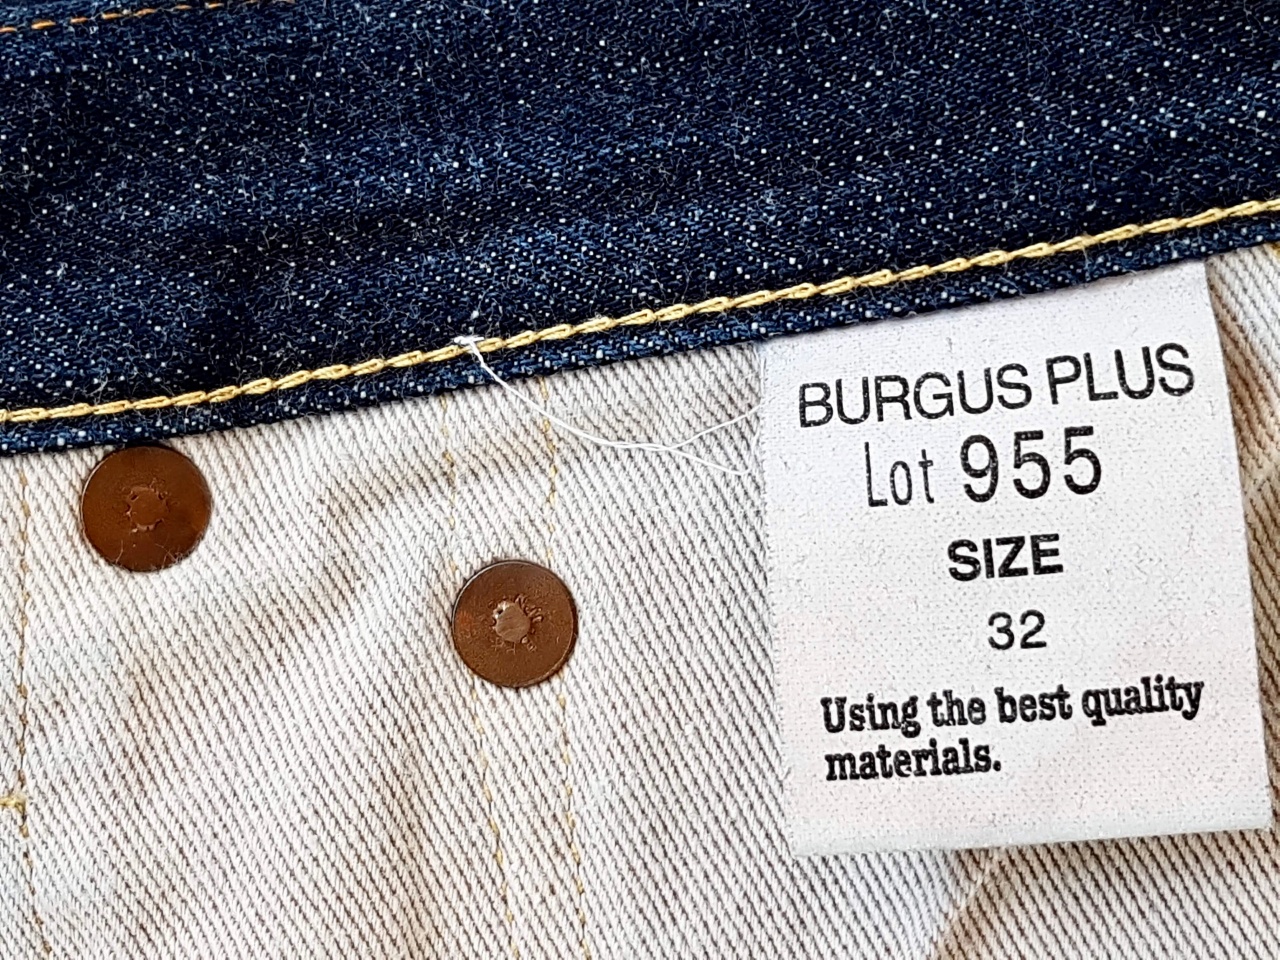 BURGUS PLUS
Lot 955
SIZE
32
Using the best quality
materials.